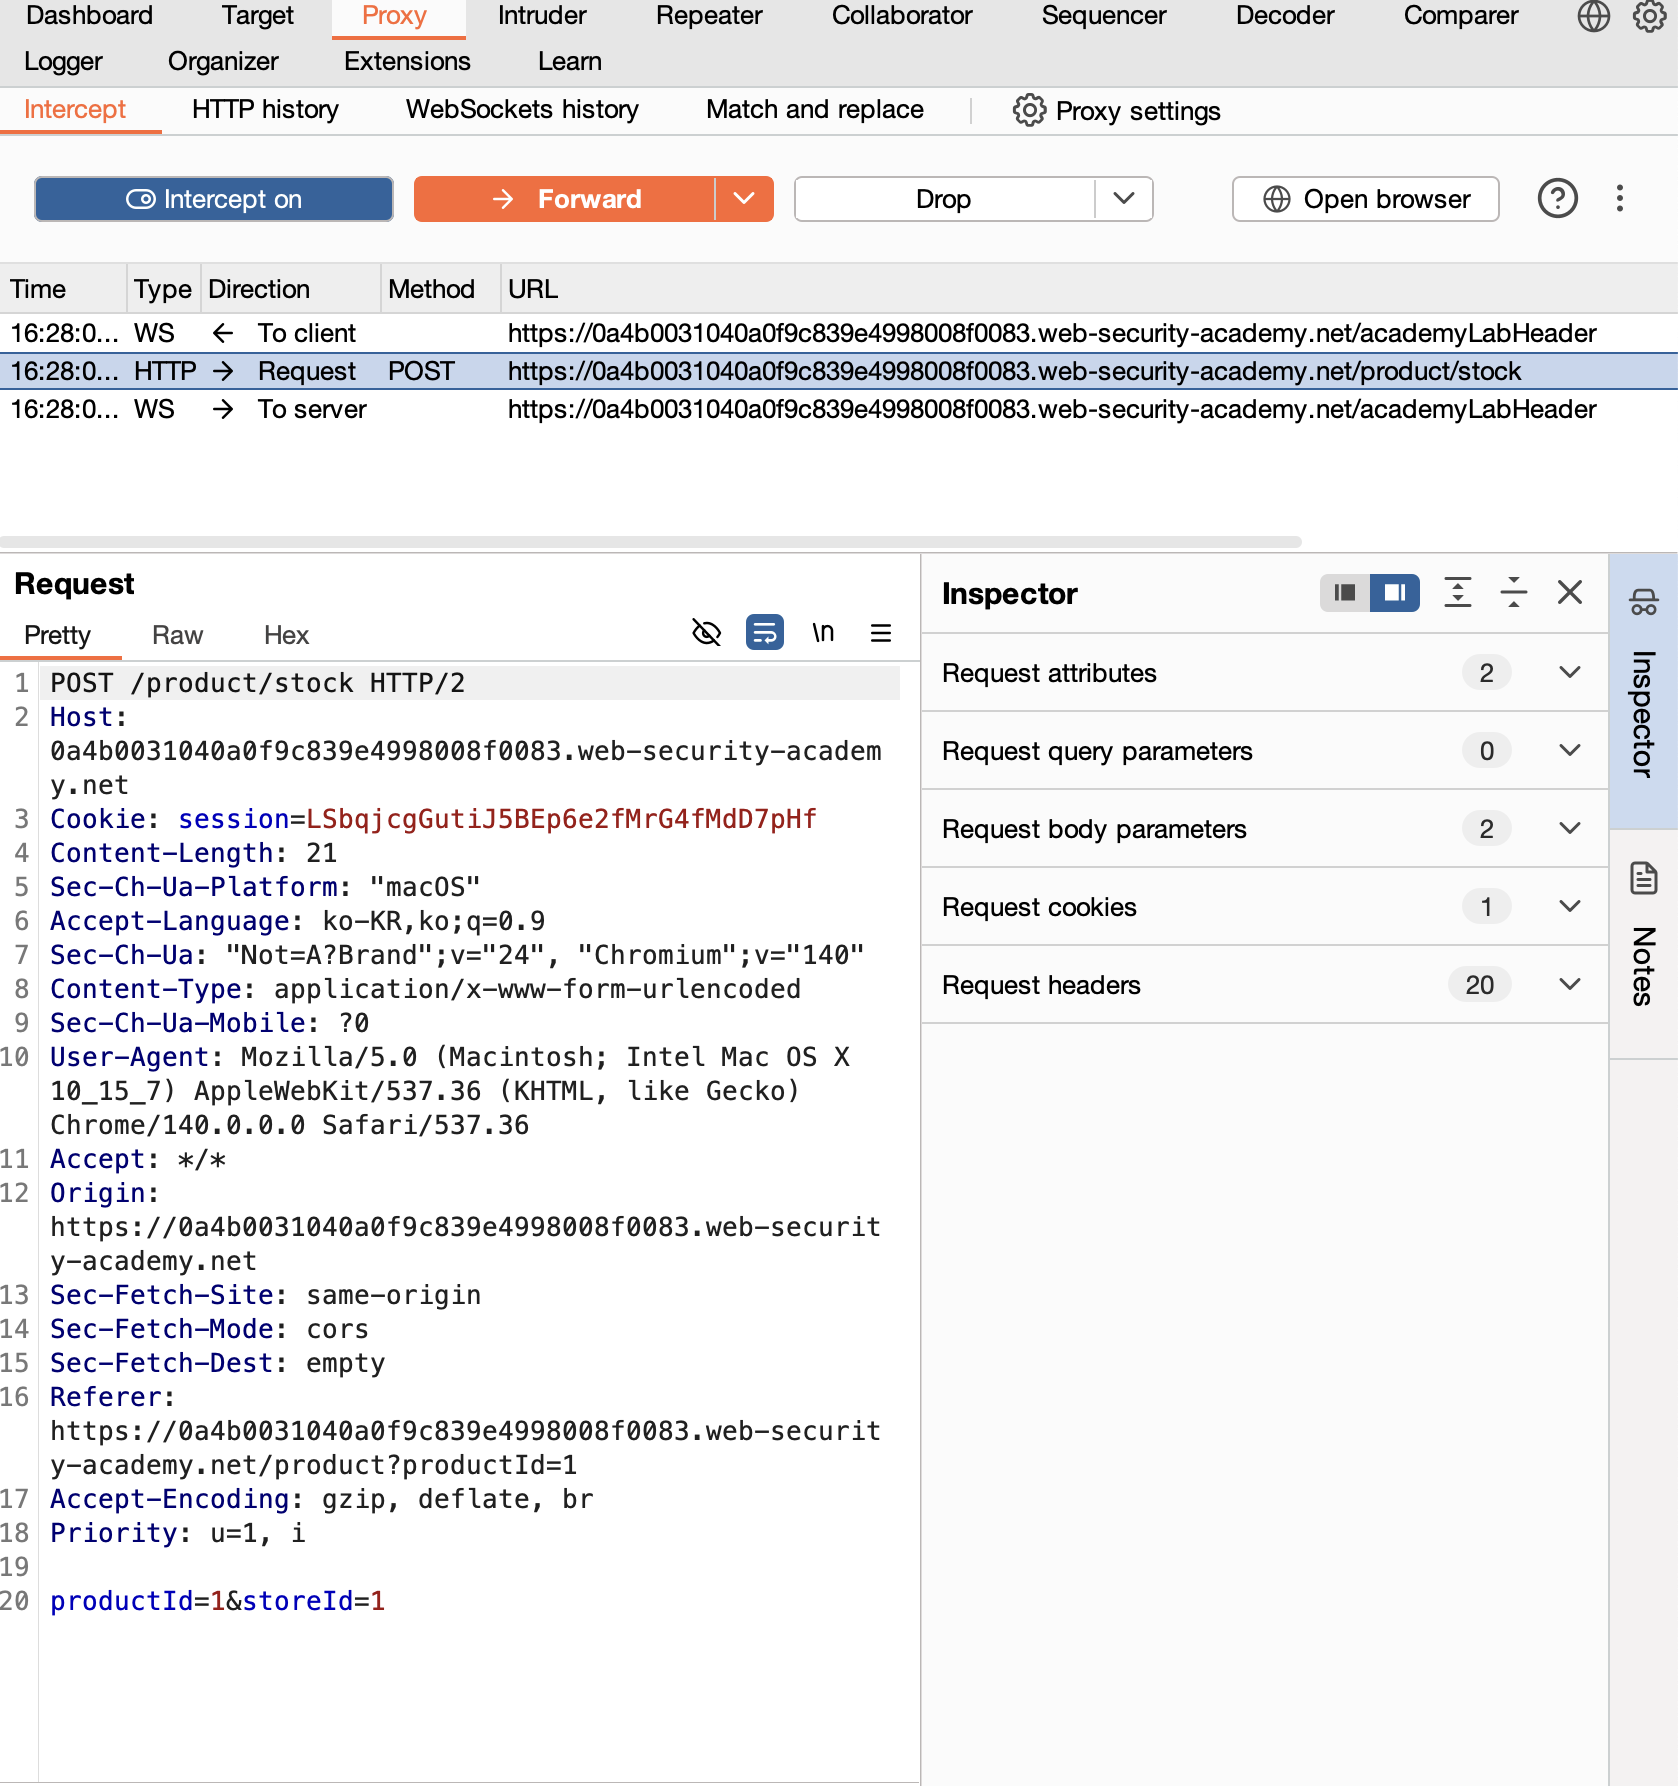 Dashboard Target Proxy Intruder Repeater Collaborator Sequencer Decoder Comparer
Logger Organizer Extensions Learn
Intercept HTTP history WebSockets history Match and replace Proxy settings
Intercept on Forward Drop Open browser
Time Type Direction Method URL
16:28:0... WS ← To client https://0a4b0031040a0f9c839e4998008f0083.web-security-academy.net/academyLabHeader
16:28:0... HTTP → Request POST https://0a4b0031040a0f9c839e4998008f0083.web-security-academy.net/product/stock
16:28:0... WS → To server https://0a4b0031040a0f9c839e4998008f0083.web-security-academy.net/academyLabHeader
Request
Pretty Raw Hex \n
1 POST /product/stock HTTP/2
2 Host:
0a4b0031040a0f9c839e4998008f0083.web-security-academ
y.net
3 Cookie: session=LSbqjcgGutiJ5BEp6e2fMrG4fMdD7pHf
4 Content-Length: 21
5 Sec-Ch-Ua-Platform: "macOS"
6 Accept-Language: ko-KR,ko;q=0.9
7 Sec-Ch-Ua: "Not=A?Brand";v="24", "Chromium";v="140"
8 Content-Type: application/x-www-form-urlencoded
9 Sec-Ch-Ua-Mobile: ?0
10 User-Agent: Mozilla/5.0 (Macintosh; Intel Mac OS X
10_15_7) AppleWebKit/537.36 (KHTML, like Gecko)
Chrome/140.0.0.0 Safari/537.36
11 Accept: */*
12 Origin:
https://0a4b0031040a0f9c839e4998008f0083.web-securit
y-academy.net
13 Sec-Fetch-Site: same-origin
14 Sec-Fetch-Mode: cors
15 Sec-Fetch-Dest: empty
16 Referer:
https://0a4b0031040a0f9c839e4998008f0083.web-securit
y-academy.net/product?productId=1
17 Accept-Encoding: gzip, deflate, br
18 Priority: u=1, i
19
20 productId=1&storeId=1
Inspector
Request attributes 2
Request query parameters 0
Request body parameters 2
Request cookies 1
Request headers 20
Inspector
Notes